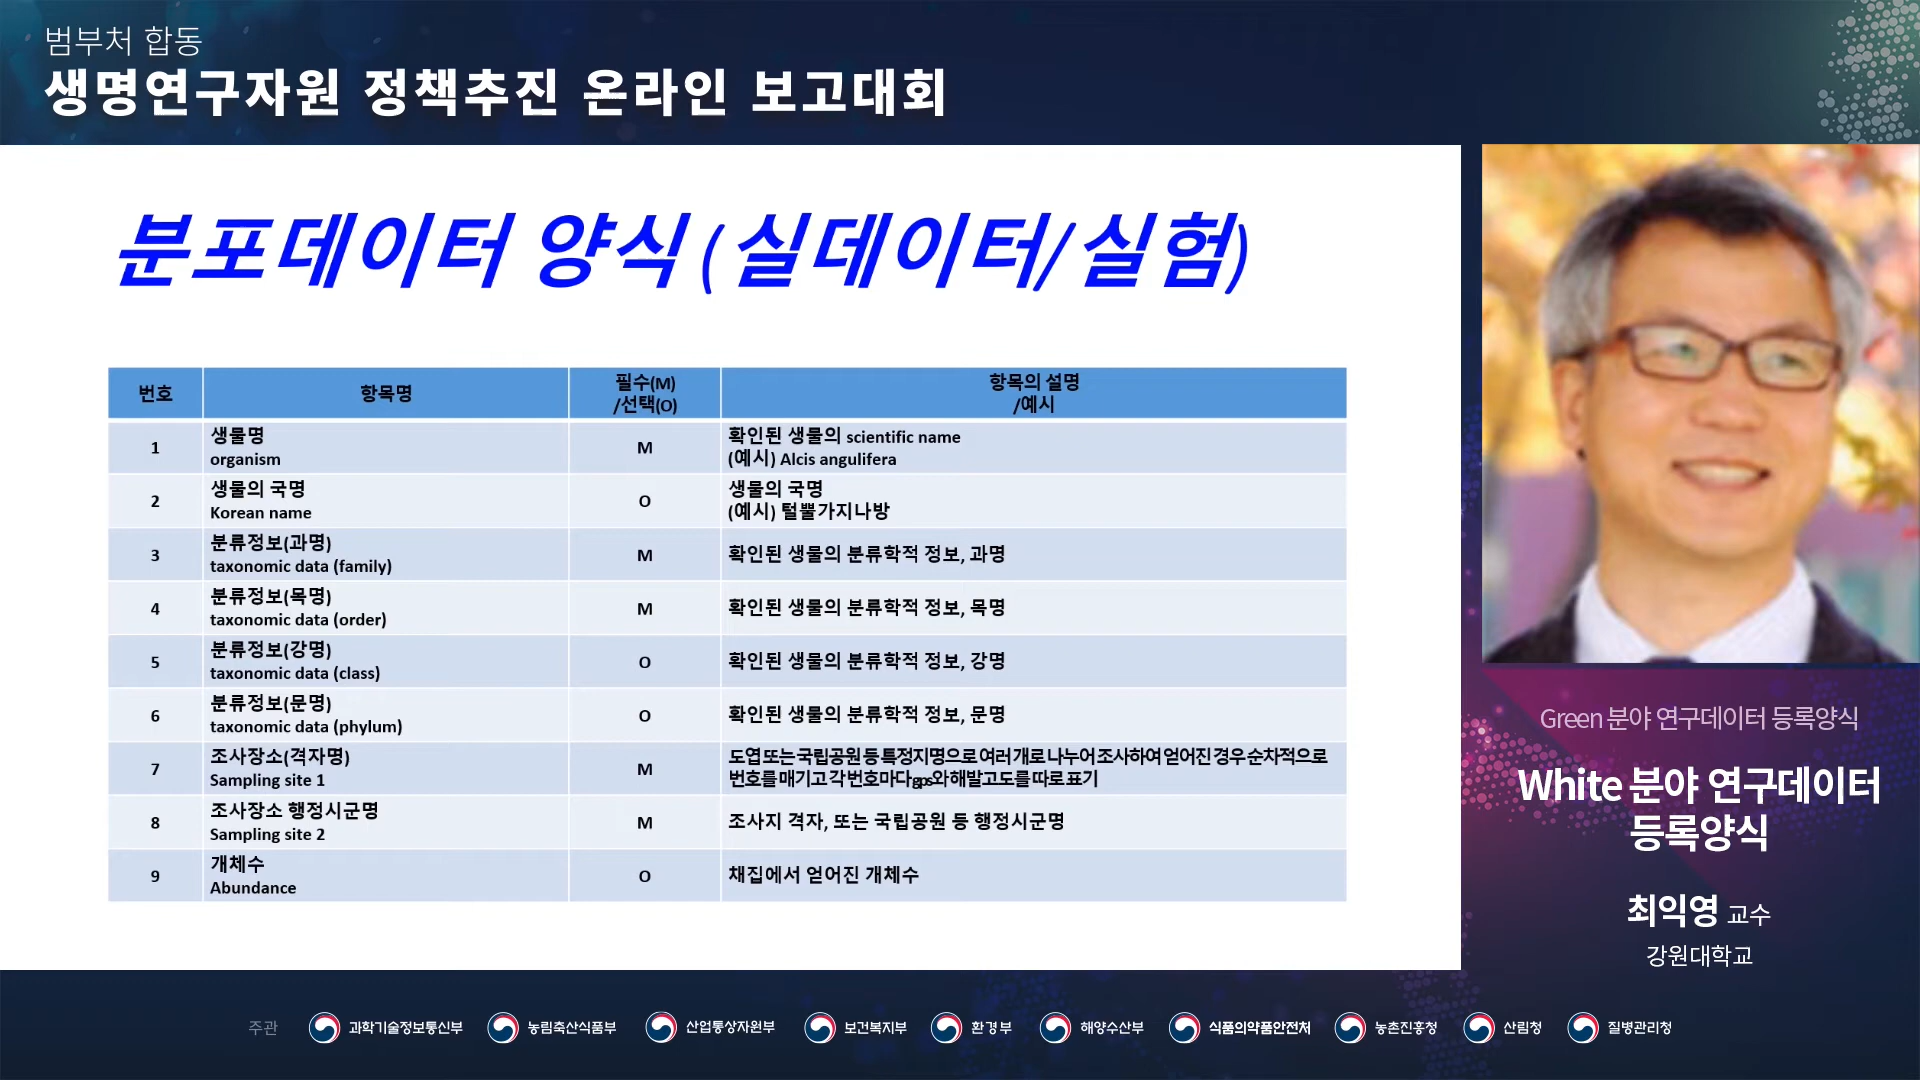 범부처 합동
생명연구자원 정책추진 온라인 보고대회
분포데이터 양식 (실데이터/실험)
번호 항목명 필수(M) /선택(O) 항목의 설명 /예시
1 생물명 organism M 확인된 생물의 scientific name (예시) Alcis angulifera
2 생물의 국명 Korean name O 생물의 국명 (예시) 털뿔가지나방
3 분류정보(과명) taxonomic data (family) M 확인된 생물의 분류학적 정보, 과명
4 분류정보(목명) taxonomic data (order) M 확인된 생물의 분류학적 정보, 목명
5 분류정보(강명) taxonomic data (class) O 확인된 생물의 분류학적 정보, 강명
6 분류정보(문명) taxonomic data (phylum) O 확인된 생물의 분류학적 정보, 문명
7 조사장소(격자명) Sampling site 1 M 도엽 또는 국립공원 등 특정지명으로 여러 개로 나누어 조사하여 얻어진 경우 순차적으로 번호를 매기고 각 번호마다 gps와 해발고도를 따로 표기
8 조사장소 행정시군명 Sampling site 2 M 조사지 격자, 또는 국립공원 등 행정시군명
9 개체수 Abundance O 채집에서 얻어진 개체수
Green 분야 연구데이터 등록양식
White 분야 연구데이터
등록양식
최익영 교수
강원대학교
주관 과학기술정보통신부 농림축산식품부 산업통상자원부 보건복지부 환경부 해양수산부 식품의약품안전처 농촌진흥청 산림청 질병관리청